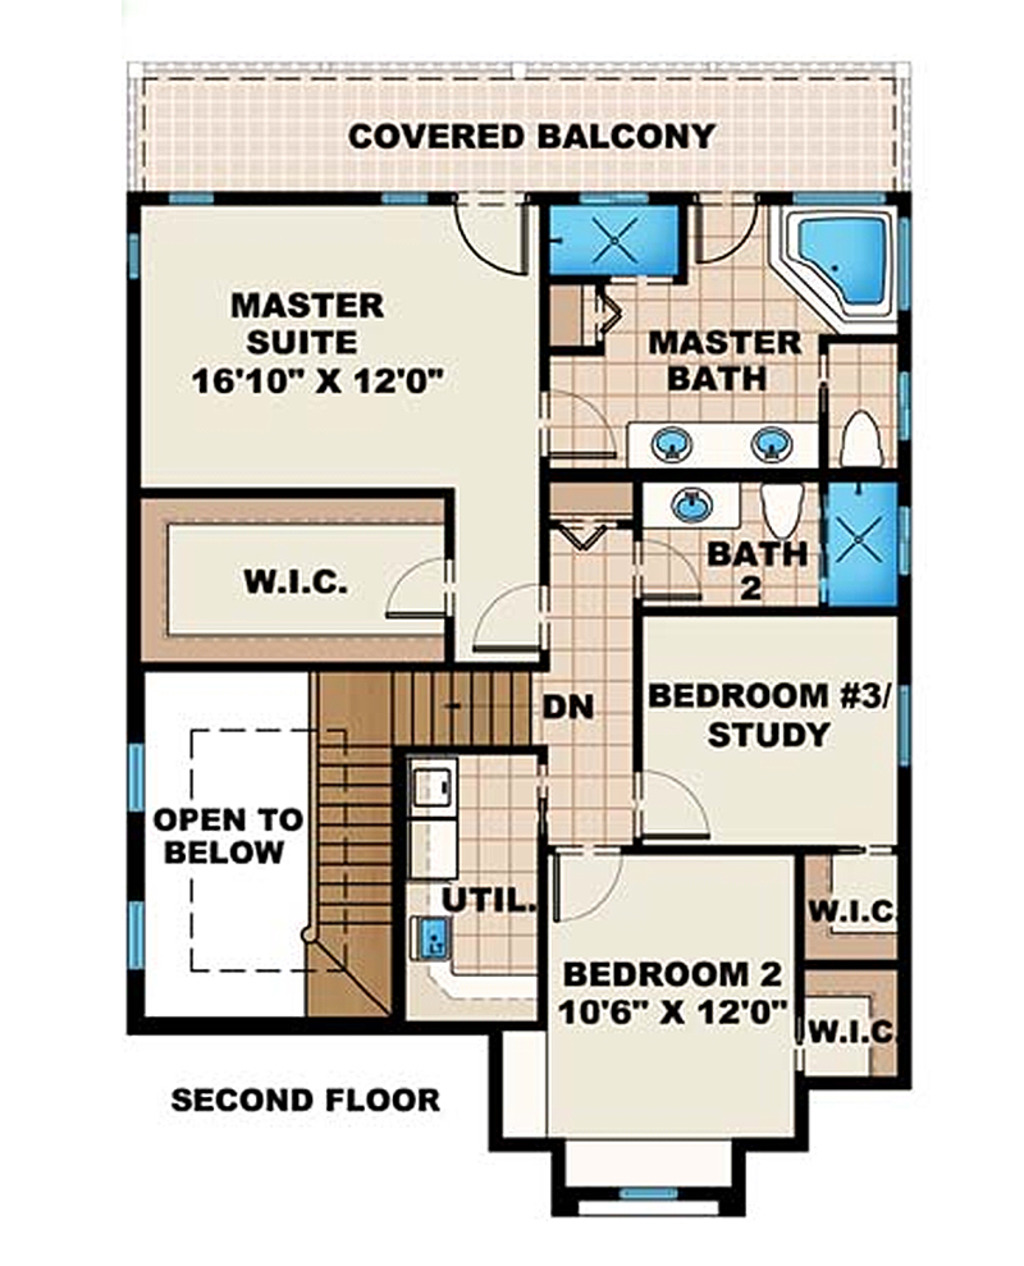 COVERED BALCONY
MASTER
SUITE
16'10" X 12'0"
MASTER
BATH
W.I.C.
BATH
2
BEDROOM #3/
STUDY
DN
OPEN TO
BELOW
UTIL.
LT
W.I.C.
BEDROOM 2
10'6" X 12'0"
W.I.C.
SECOND FLOOR